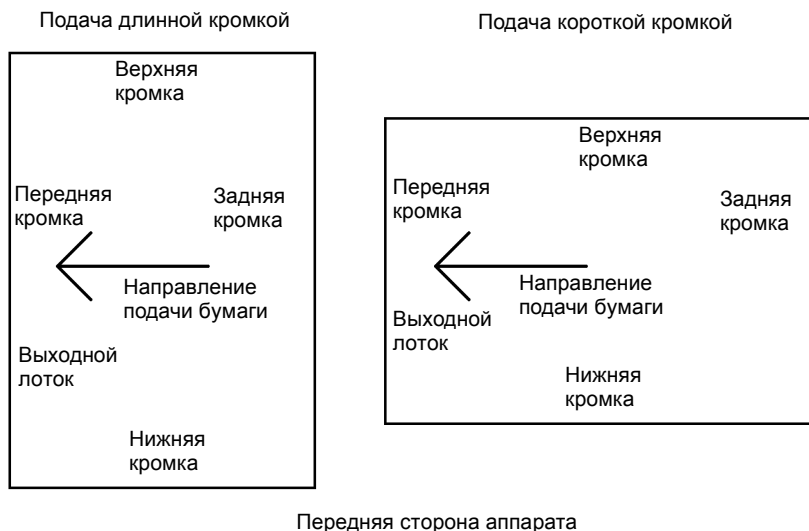 Подача длинной кромкой
Верхняя
кромка
Передняя
кромка
Задняя
кромка
Направление
подачи бумаги
Выходной
лоток
Нижняя
кромка
Подача короткой кромкой
Верхняя
кромка
Передняя
кромка
Задняя
кромка
Направление
подачи бумаги
Выходной
лоток
Нижняя
кромка
Передняя сторона аппарата